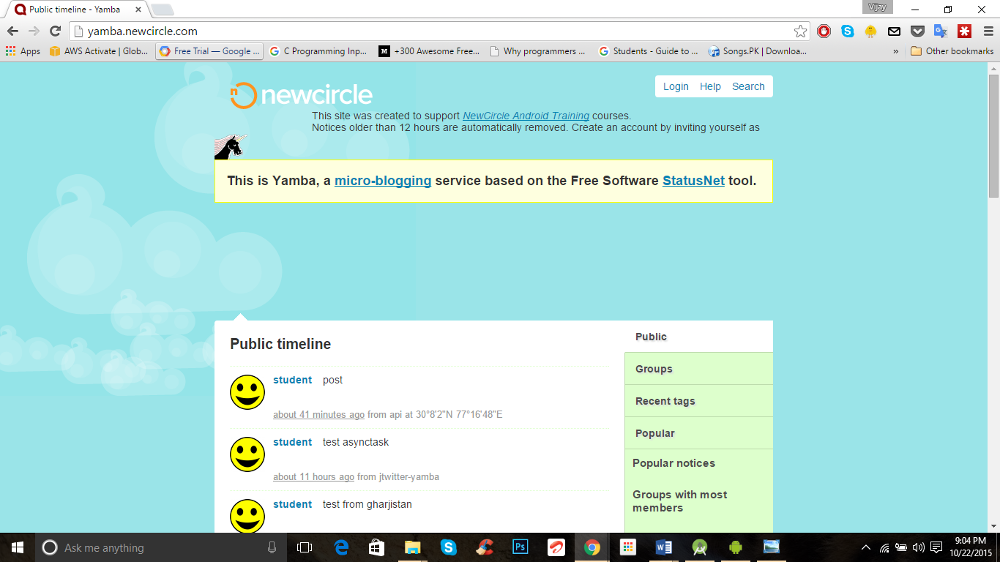 Public timeline - Yamba
Vijay
yamba.newcircle.com
Apps
AWS Activate | Glob...
Free Trial — Google ...
C Programming Inp...
M
+300 Awesome Free...
Why programmers ...
Students - Guide to ...
Songs.PK | Downloa...
»
Other bookmarks
n newcircle
Login Help Search
This site was created to support NewCircle Android Training courses.
Notices older than 12 hours are automatically removed. Create an account by inviting yourself as
This is Yamba, a micro-blogging service based on the Free Software StatusNet tool.
Public timeline
student post
about 41 minutes ago from api at 30°8'2"N 77°16'48"E
student test asynctask
about 11 hours ago from jtwitter-yamba
student test from gharjistan
Public
Groups
Recent tags
Popular
Popular notices
Groups with most
members
Ask me anything
Ps
9:04 PM
10/22/2015